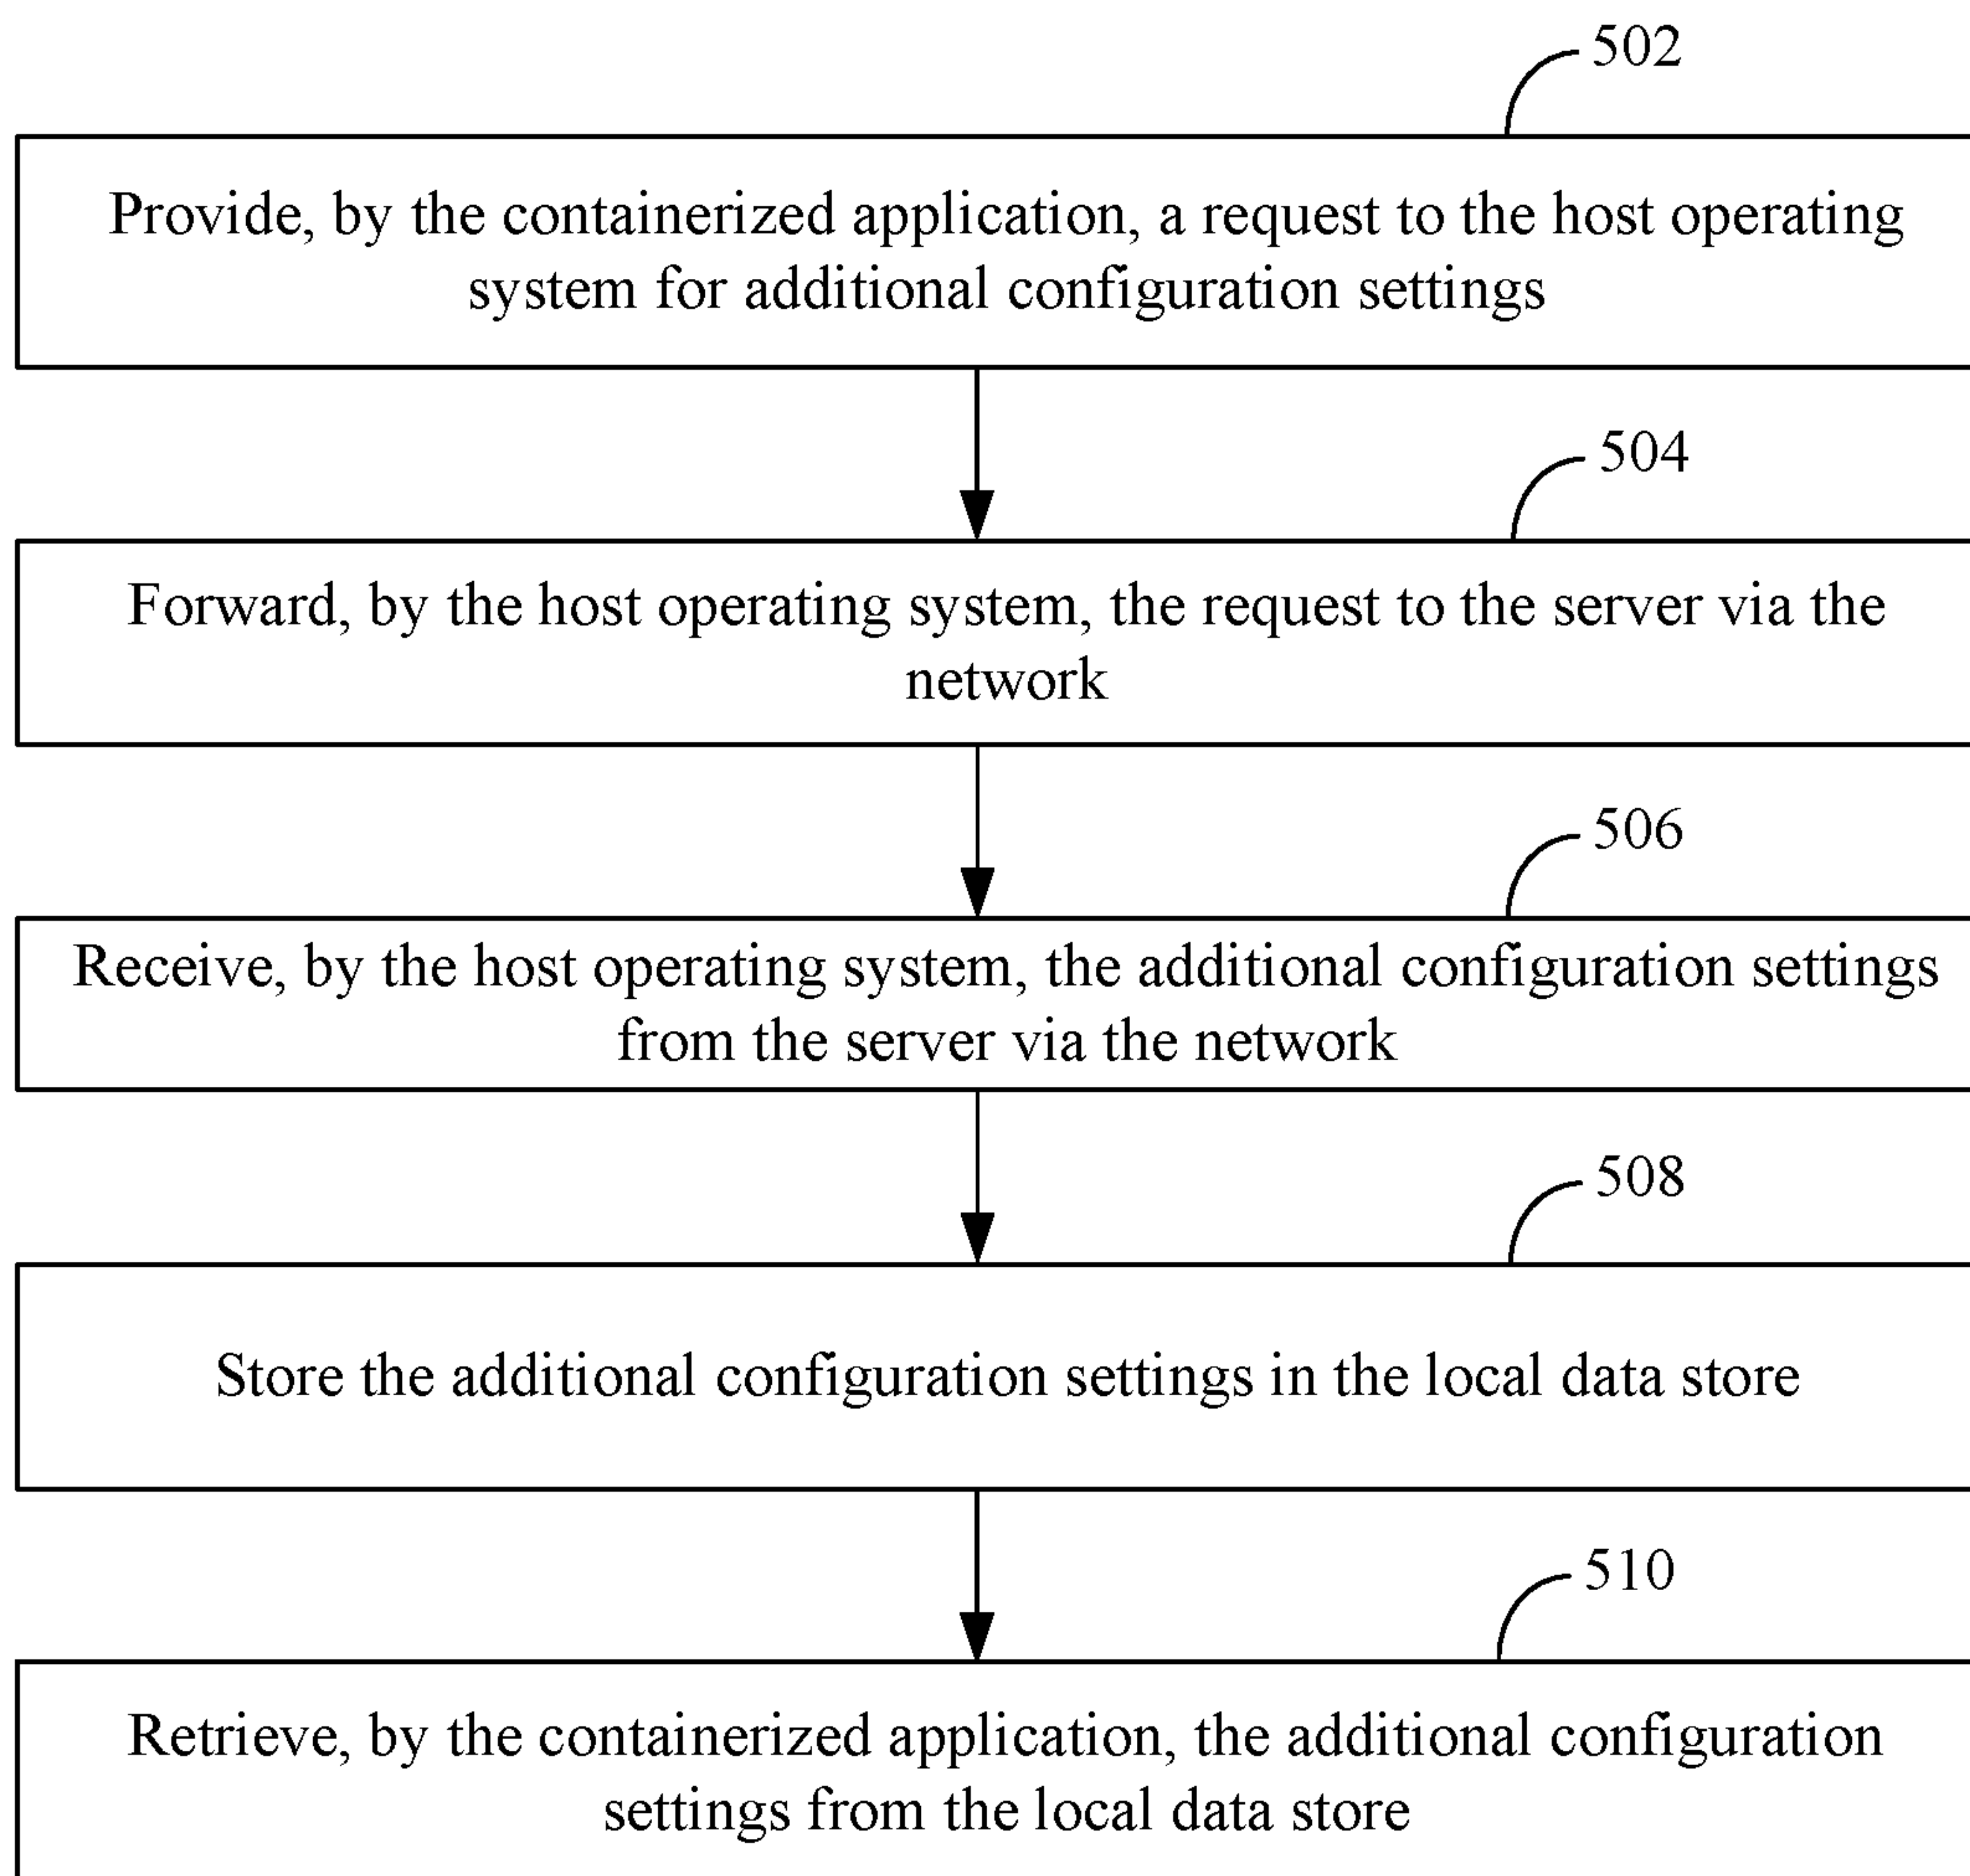 502
Provide, by the containerized application, a request to the host operating
system for additional configuration settings
504
Forward, by the host operating system, the request to the server via the
network
506
Receive, by the host operating system, the additional configuration settings
from the server via the network
508
Store the additional configuration settings in the local data store
510
Retrieve, by the containerized application, the additional configuration
settings from the local data store